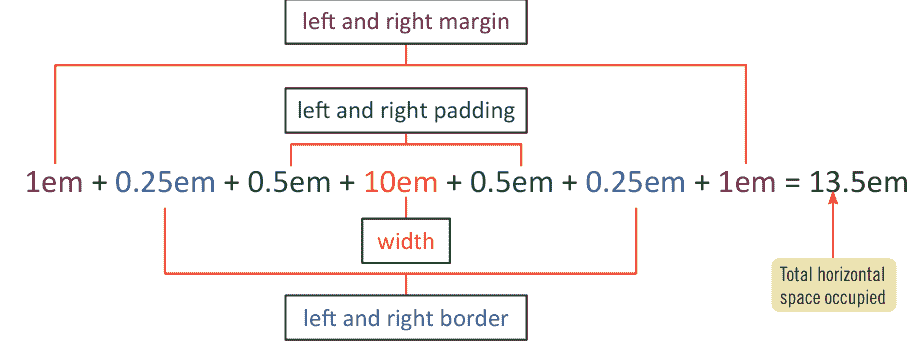 left and right margin
left and right padding
1em + 0.25em + 0.5em + 10em + 0.5em + 0.25em + 1em = 13.5em
width
Total horizontal
space occupied
left and right border